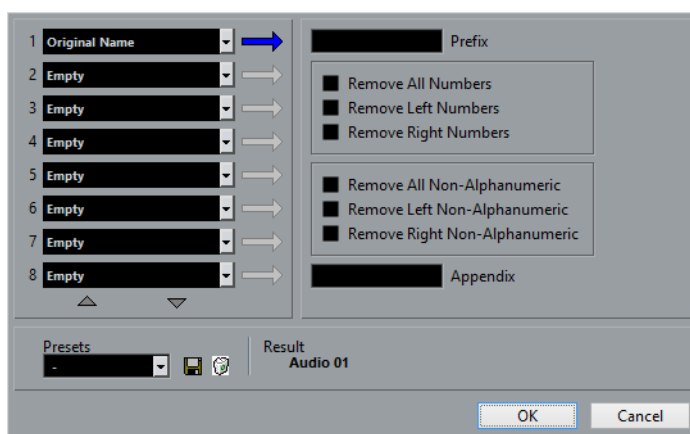 1 Original Name
2 Empty
3 Empty
4 Empty
5 Empty
6 Empty
7 Empty
8 Empty
Prefix
Remove All Numbers
Remove Left Numbers
Remove Right Numbers
Remove All Non-Alphanumeric
Remove Left Non-Alphanumeric
Remove Right Non-Alphanumeric
Appendix
Presets
-
Result
Audio 01
OK
Cancel